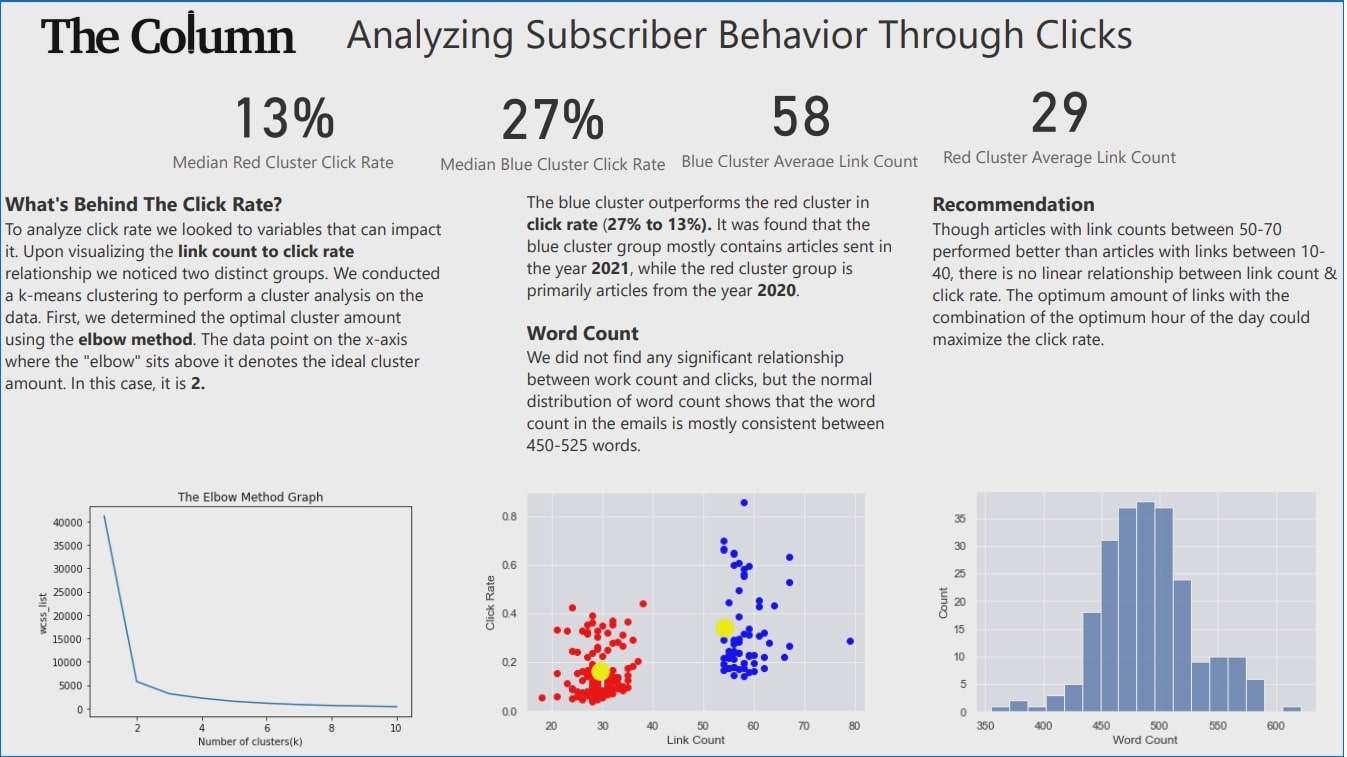 The Column
Analyzing Subscriber Behavior Through Clicks
13%
Median Red Cluster Click Rate
27%
Median Blue Cluster Click Rate
58
Blue Cluster Average Link Count
29
Red Cluster Average Link Count
What's Behind The Click Rate?
To analyze click rate we looked to variables that can impact
it. Upon visualizing the link count to click rate
relationship we noticed two distinct groups. We conducted
a k-means clustering to perform a cluster analysis on the
data. First, we determined the optimal cluster amount
using the elbow method. The data point on the x-axis
where the "elbow" sits above it denotes the ideal cluster
amount. In this case, it is 2.
The blue cluster outperforms the red cluster in
click rate (27% to 13%). It was found that the
blue cluster group mostly contains articles sent in
the year 2021, while the red cluster group is
primarily articles from the year 2020.
Word Count
We did not find any significant relationship
between work count and clicks, but the normal
distribution of word count shows that the word
count in the emails is mostly consistent between
450-525 words.
Recommendation
Though articles with link counts between 50-70
performed better than articles with links between 10-
40, there is no linear relationship between link count &
click rate. The optimum amount of links with the
combination of the optimum hour of the day could
maximize the click rate.
The Elbow Method Graph
40000
35000
30000
25000
20000
15000
10000
5000
0
wcss_list
2 4 6 8 10
Number of clusters(k)
0.8
0.6
0.4
0.2
0.0
Click Rate
20 30 40 50 60 70 80
Link Count
35
30
25
20
15
10
5
0
Count
350 400 450 500 550 600
Word Count